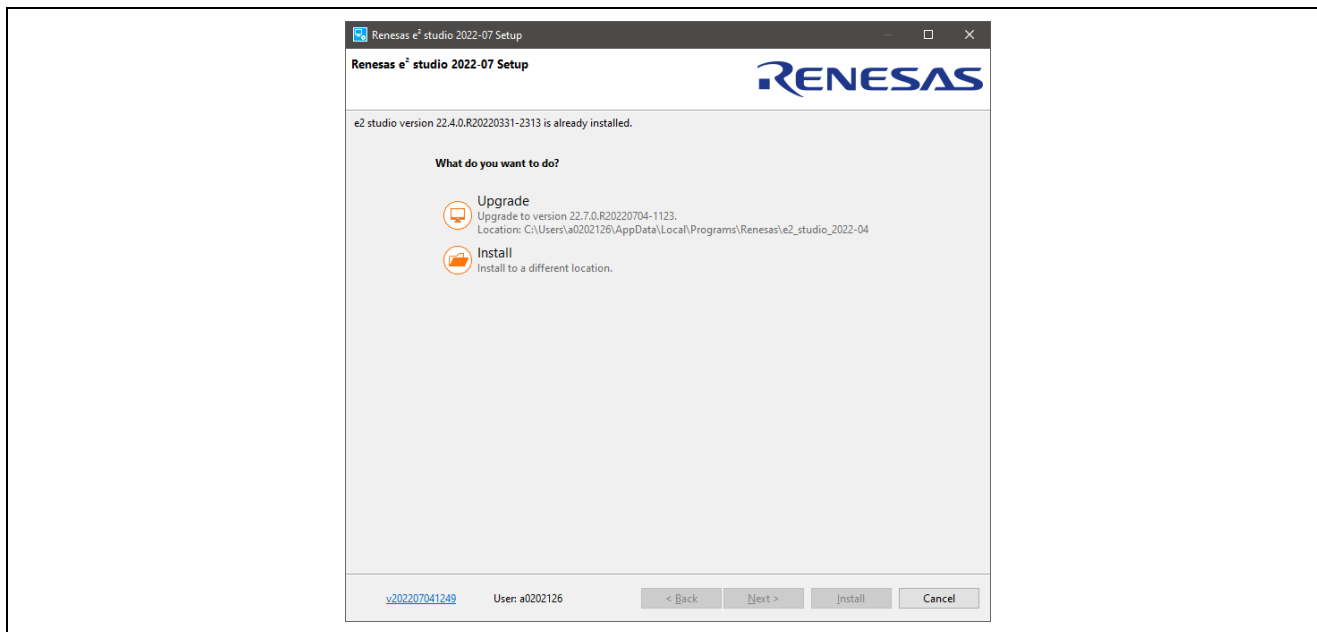 Renesas e² studio 2022-07 Setup
Renesas e² studio 2022-07 Setup
RENESAS
e2 studio version 22.4.0.R20220331-2313 is already installed.
What do you want to do?
Upgrade
Upgrade to version 22.7.0.R20220704-1123.
Location: C:\Users\a0202126\AppData\Local\Programs\Renesas\e2_studio_2022-04
Install
Install to a different location.
v202207041249 User: a0202126 < Back Next > Install Cancel